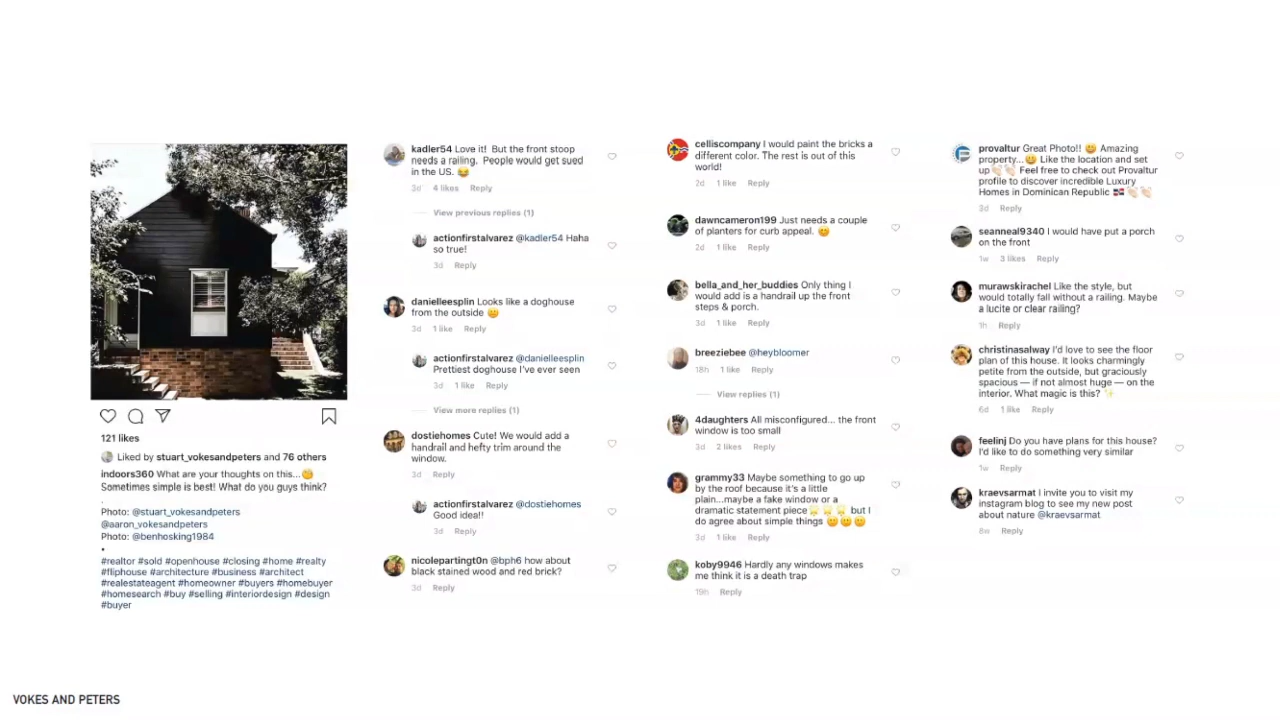 121 likes
Liked by stuart_vokesandpeters and 76 others
indoors360 What are your thoughts on this...😊
Sometimes simple is best! What do you guys think?
.
Photo: @stuart_vokesandpeters
@aaron_vokesandpeters
Photo: @benhosking1984
•
#realtor #sold #openhouse #closing #home #realty
#fliphouse #architecture #business #architect
#realestateagent #homeowner #buyers #homebuyer
#homesearch #buy #selling #interiordesign #design
#buyer
kadler54 Love it! But the front stoop
needs a railing. People would get sued
in the US. 😂
3d 4 likes Reply
View previous replies (1)
actionfirstalvarez @kadler54 Haha
so true!
3d Reply
danielleesplin Looks like a doghouse
from the outside 😬
3d 1 like Reply
actionfirstalvarez @danielleesplin
Prettiest doghouse I've ever seen
3d 1 like Reply
View more replies (1)
dostiehomes Cute! We would add a
handrail and hefty trim around the
window.
3d Reply
actionfirstalvarez @dostiehomes
Good idea!!
3d Reply
nicolepartingt0n @bph6 how about
black stained wood and red brick?
3d Reply
celliscompany I would paint the bricks a
different color. The rest is out of this
world!
2d 1 like Reply
dawncameron199 Just needs a couple
of planters for curb appeal. 😊
2d 1 like Reply
bella_and_her_buddies Only thing I
would add is a handrail up the front
steps & porch.
3d 1 like Reply
breeziebee @heybloomer
18h 1 like Reply
View replies (1)
4daughters All misconfigured... the front
window is too small
3d 2 likes Reply
grammy33 Maybe something to go up
by the roof because it's a little
plain...maybe a fake window or a
dramatic statement piece 🤷🤷🤷 but I
do agree about simple things 😊😊😊
3d 1 like Reply
koby9946 Hardly any windows makes
me think it is a death trap
19h Reply
provaltur Great Photo!! 😀 Amazing
property...😀 Like the location and set
up👏🏻👏🏻 Feel free to check out Provaltur
profile to discover incredible Luxury
Homes in Dominican Republic 🇩🇴 👏🏻👏🏻
3d Reply
seanneal9340 I would have put a porch
on the front
1w 3 likes Reply
murawskirachel Like the style, but
would totally fall without a railing. Maybe
a lucite or clear railing?
1h Reply
christinasalway I'd love to see the floor
plan of this house. It looks charmingly
petite from the outside, but graciously
spacious — if not almost huge — on the
interior. What magic is this? ✨
6d 1 like Reply
feelinj Do you have plans for this house?
I'd like to do something very similar
1w Reply
kraevsarmat I invite you to visit my
instagram blog to see my new post
about nature @kraevsarmat
8w Reply
VOKES AND PETERS